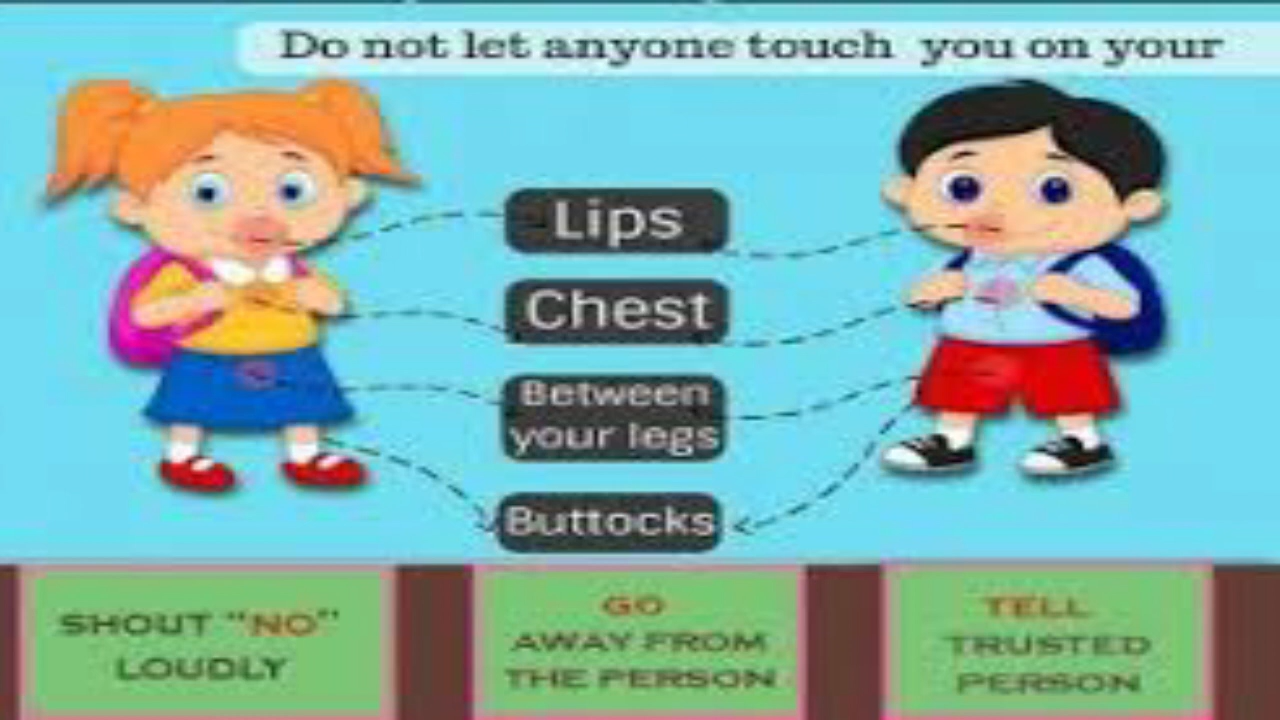 Do not let anyone touch you on your
Lips
Chest
Between
your legs
Buttocks
SHOUT "NO"
LOUDLY
GO
AWAY FROM
THE PERSON
TELL
TRUSTED
PERSON